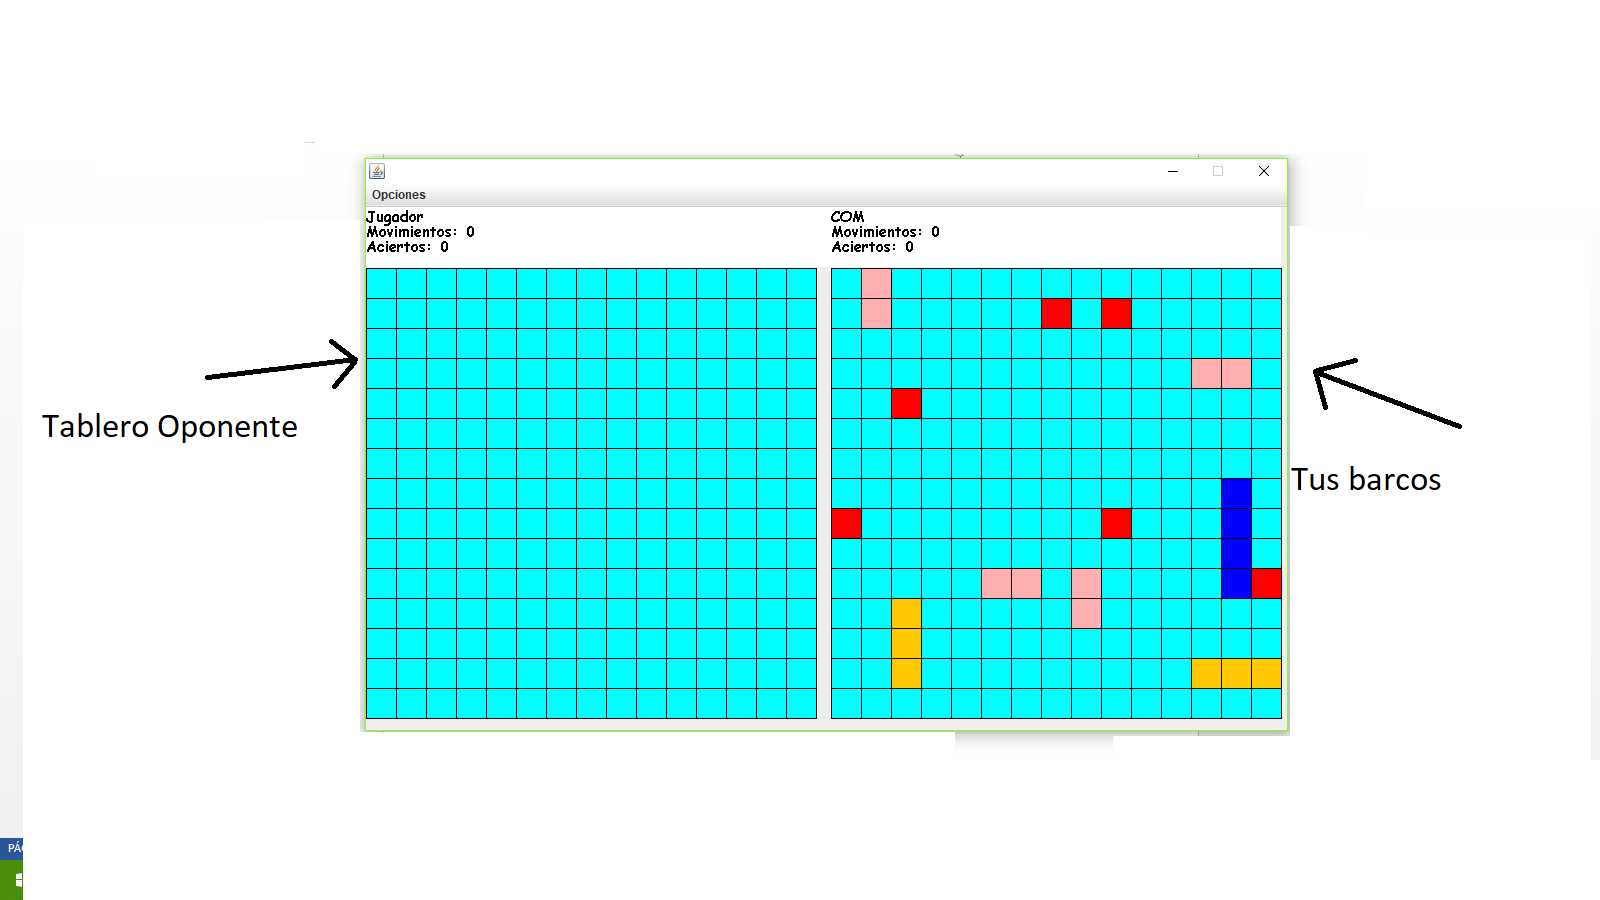 Opciones
Jugador
Movimientos: 0
Aciertos: 0
COM
Movimientos: 0
Aciertos: 0
Tablero Oponente
Tus barcos